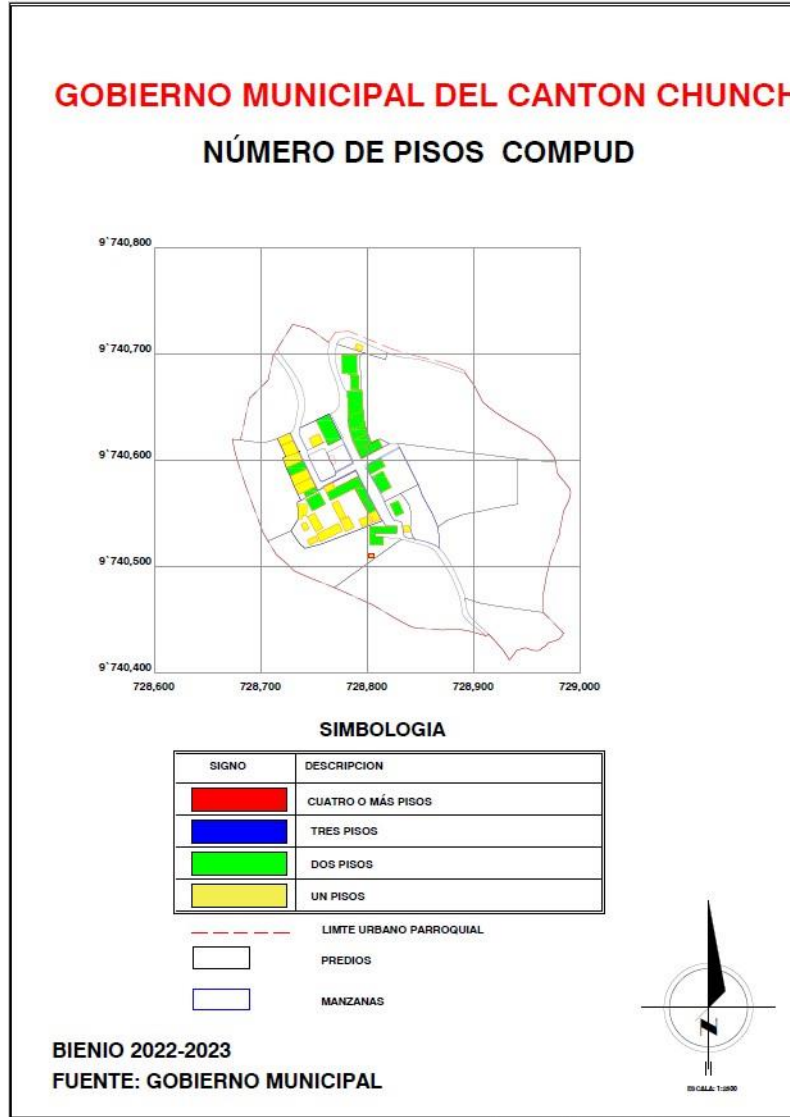 GOBIERNO MUNICIPAL DEL CANTON CHUNCH
NÚMERO DE PISOS COMPUD
9`740,800
9`740,700
9`740,600
9`740,500
9`740,400
728,600 728,700 728,800 728,900 729,000
SIMBOLOGIA
SIGNO DESCRIPCION
CUATRO O MÁS PISOS
TRES PISOS
DOS PISOS
UN PISOS
LIMTE URBANO PARROQUIAL
PREDIOS
MANZANAS
N
BIENIO 2022-2023
FUENTE: GOBIERNO MUNICIPAL
ESCALA: